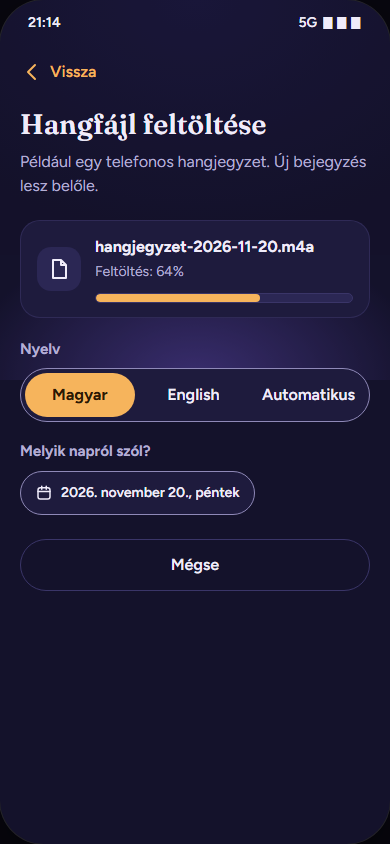 21:14
5G
Vissza
Hangfájl feltöltése
Például egy telefonos hangjegyzet. Új bejegyzés
lesz belőle.
hangjegyzet-2026-11-20.m4a
Feltöltés: 64%
Nyelv
Magyar English Automatikus
Melyik napról szól?
2026. november 20., péntek
Mégse